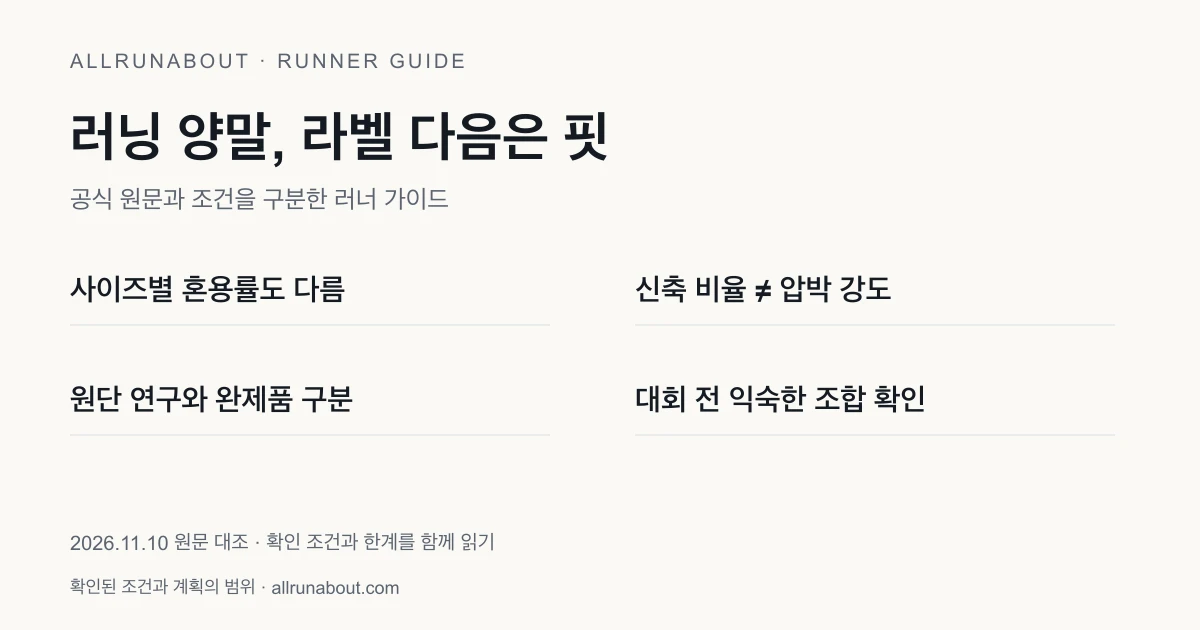 ALLRUNABOUT · RUNNER GUIDE
러닝 양말, 라벨 다음은 핏
공식 원문과 조건을 구분한 러너 가이드
사이즈별 혼용률도 다름
신축 비율 ≠ 압박 강도
원단 연구와 완제품 구분
대회 전 익숙한 조합 확인
2026.11.10 원문 대조 · 확인 조건과 한계를 함께 읽기
확인된 조건과 계획의 범위 · allrunabout.com